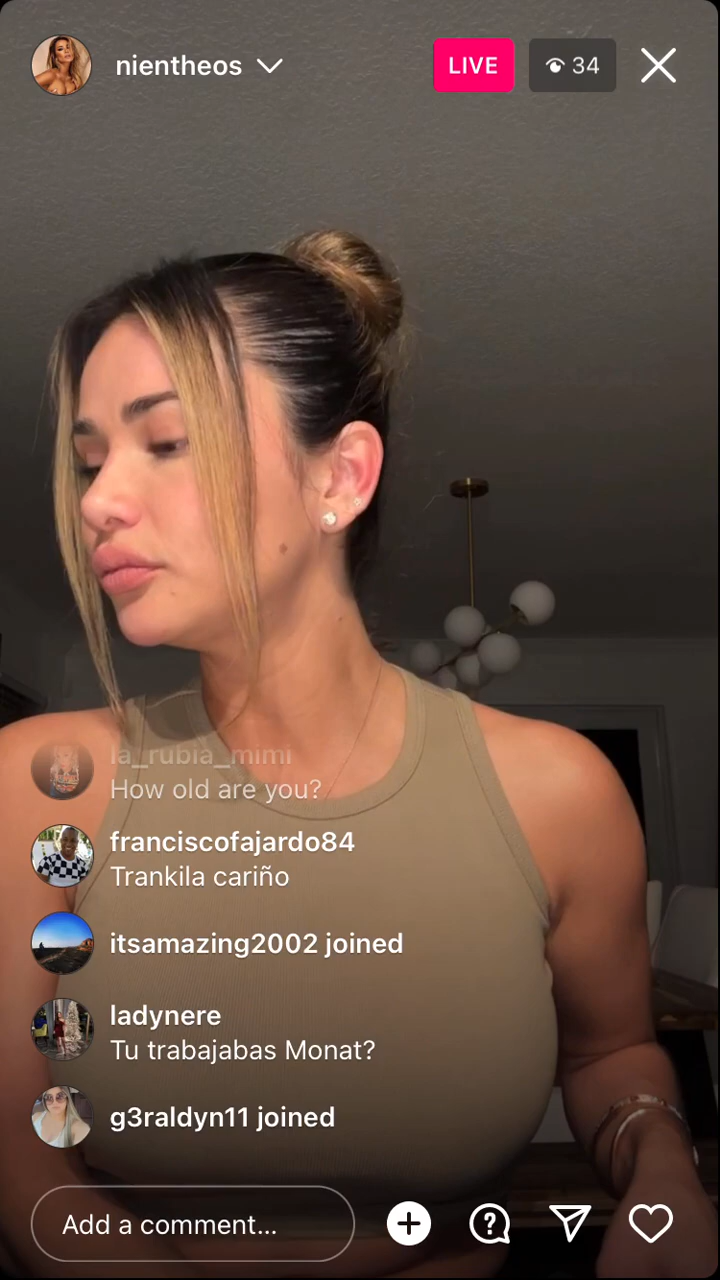 nientheos
LIVE
34
la_rubia_mimi
How old are you?
franciscofajardo84
Trankila cariño
itsamazing2002 joined
ladynere
Tu trabajabas Monat?
g3raldyn11 joined
Add a comment...